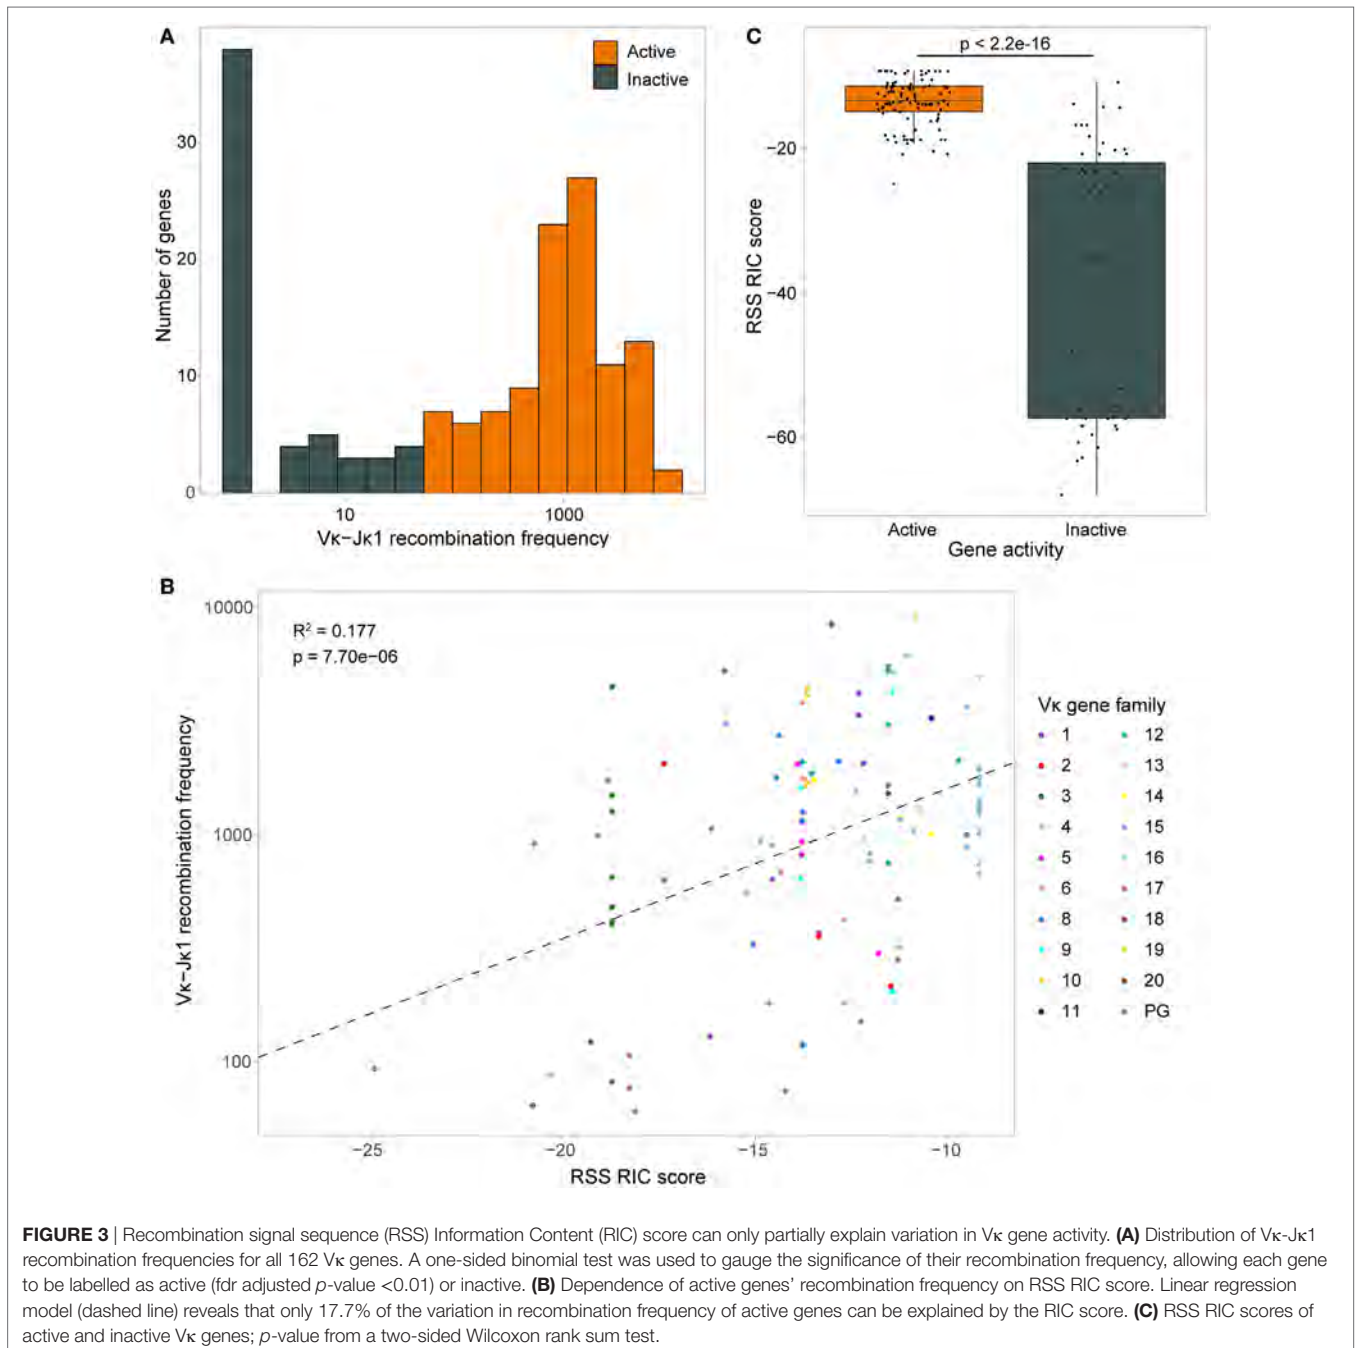 A
Active
Inactive
30
20
10
0
Number of genes
10
1000
Vκ−Jκ1 recombination frequency
C
p < 2.2e-16
−20
−40
−60
RSS RIC score
Active
Inactive
Gene activity
B
10000
1000
100
Vκ−Jκ1 recombination frequency
R² = 0.177
p = 7.70e−06
−25
−20
−15
−10
RSS RIC score
Vκ gene family
1
2
3
4
5
6
8
9
10
11
12
13
14
15
16
17
18
19
20
PG
FIGURE 3 | Recombination signal sequence (RSS) Information Content (RIC) score can only partially explain variation in Vκ gene activity. (A) Distribution of Vκ-Jκ1
recombination frequencies for all 162 Vκ genes. A one-sided binomial test was used to gauge the significance of their recombination frequency, allowing each gene
to be labelled as active (fdr adjusted p-value <0.01) or inactive. (B) Dependence of active genes' recombination frequency on RSS RIC score. Linear regression
model (dashed line) reveals that only 17.7% of the variation in recombination frequency of active genes can be explained by the RIC score. (C) RSS RIC scores of
active and inactive Vκ genes; p-value from a two-sided Wilcoxon rank sum test.